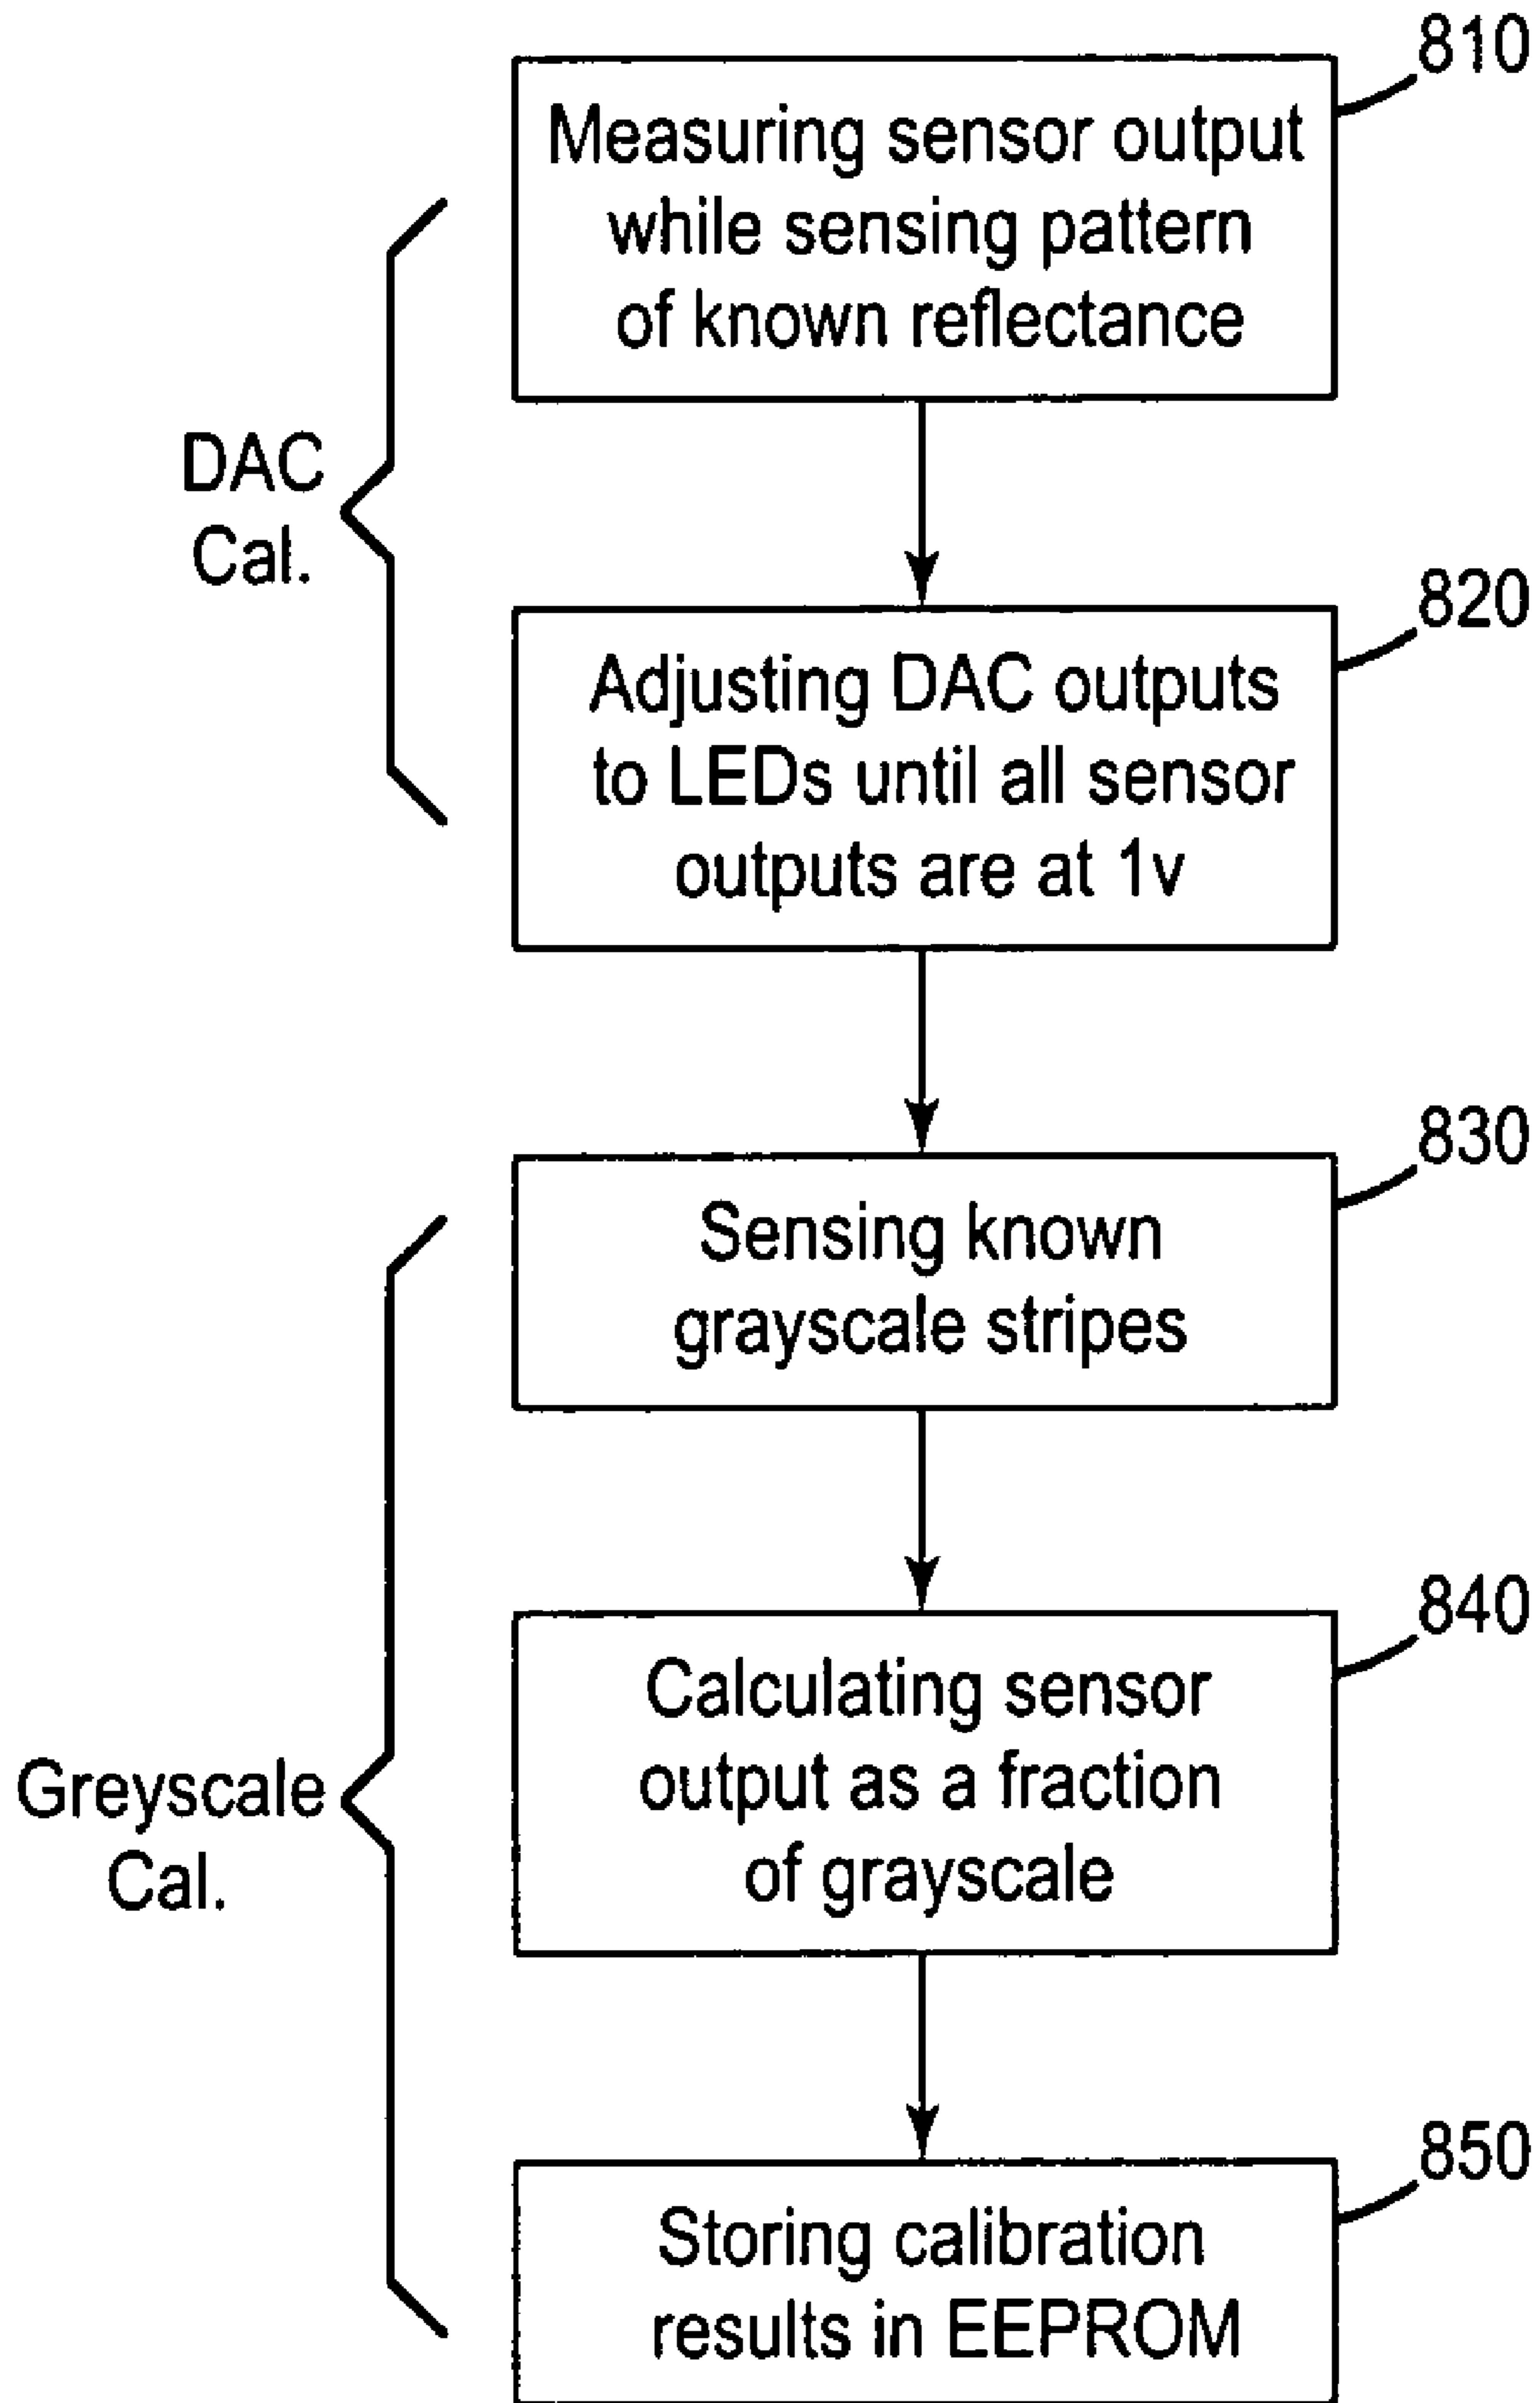 810
Measuring sensor output
while sensing pattern
of known reflectance
DAC
Cal.
820
Adjusting DAC outputs
to LEDs until all sensor
outputs are at 1v
830
Sensing known
grayscale stripes
Greyscale
Cal.
840
Calculating sensor
output as a fraction
of grayscale
850
Storing calibration
results in EEPROM